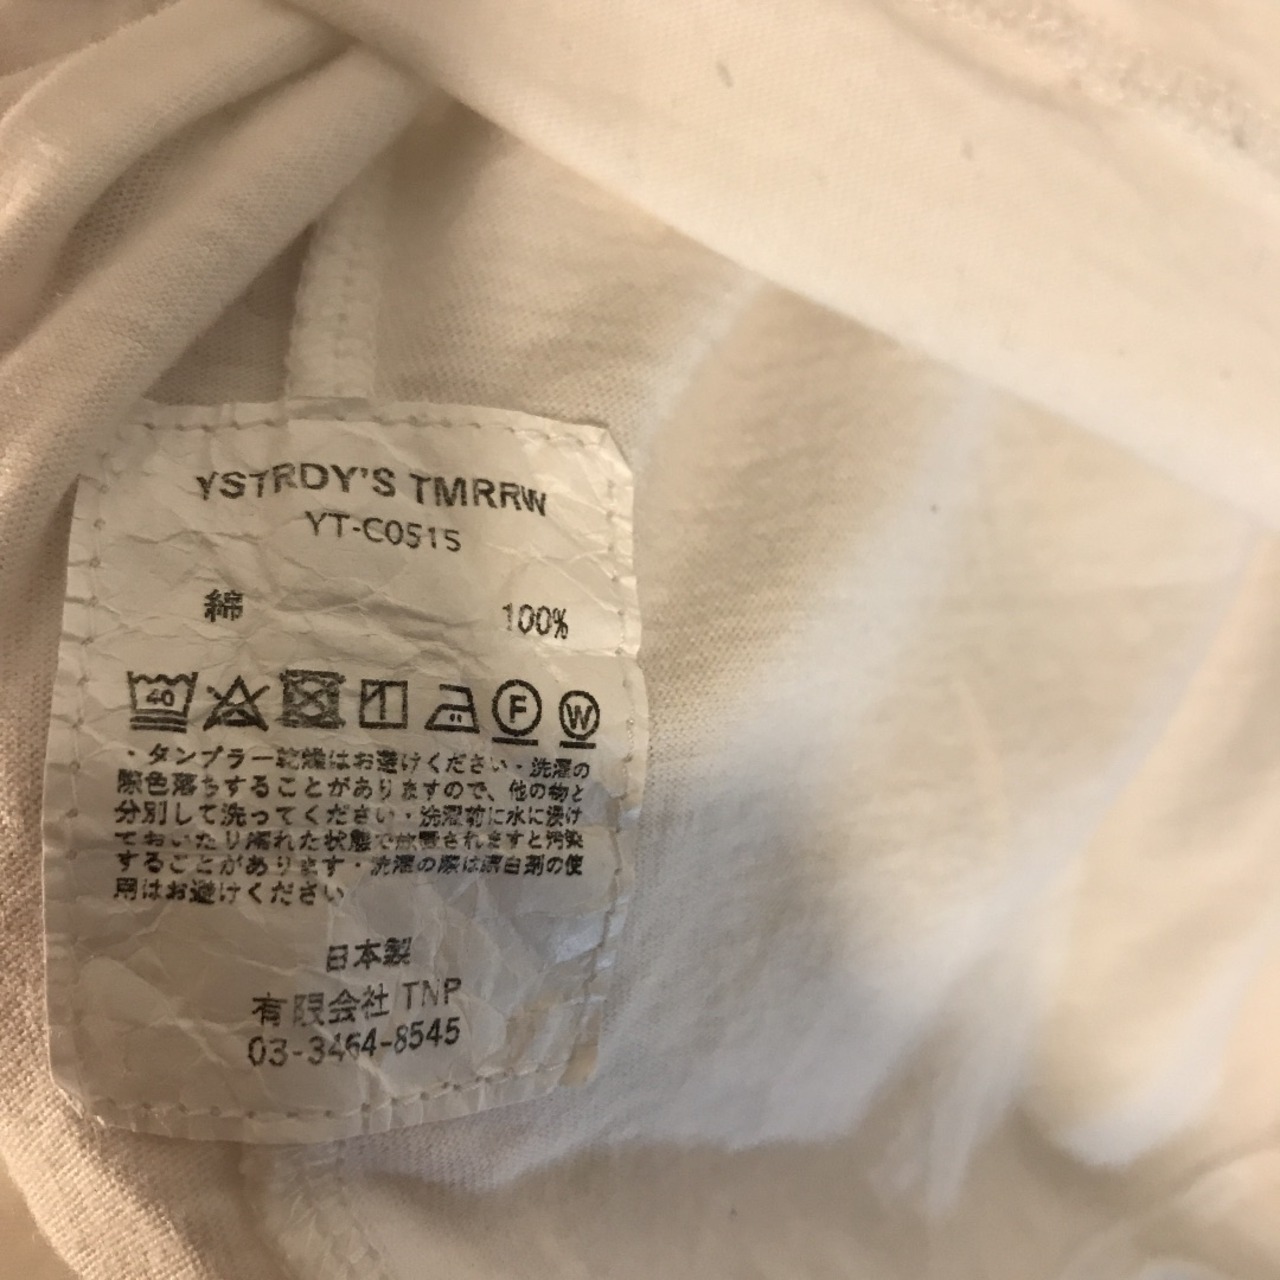 YSTRDY'S TMRRW
YT-C0515
綿 100%
40 F W
・タンブラー乾燥はお避けください・洗濯の
際色落ちすることがありますので、他の物と
分別して洗ってください・洗濯前に水に浸け
ておいたり濡れた状態で放置されますと汚染
することがあります・洗濯の際は漂白剤の使
用はお避けください
日本製
有限会社 TNP
03-3464-8545